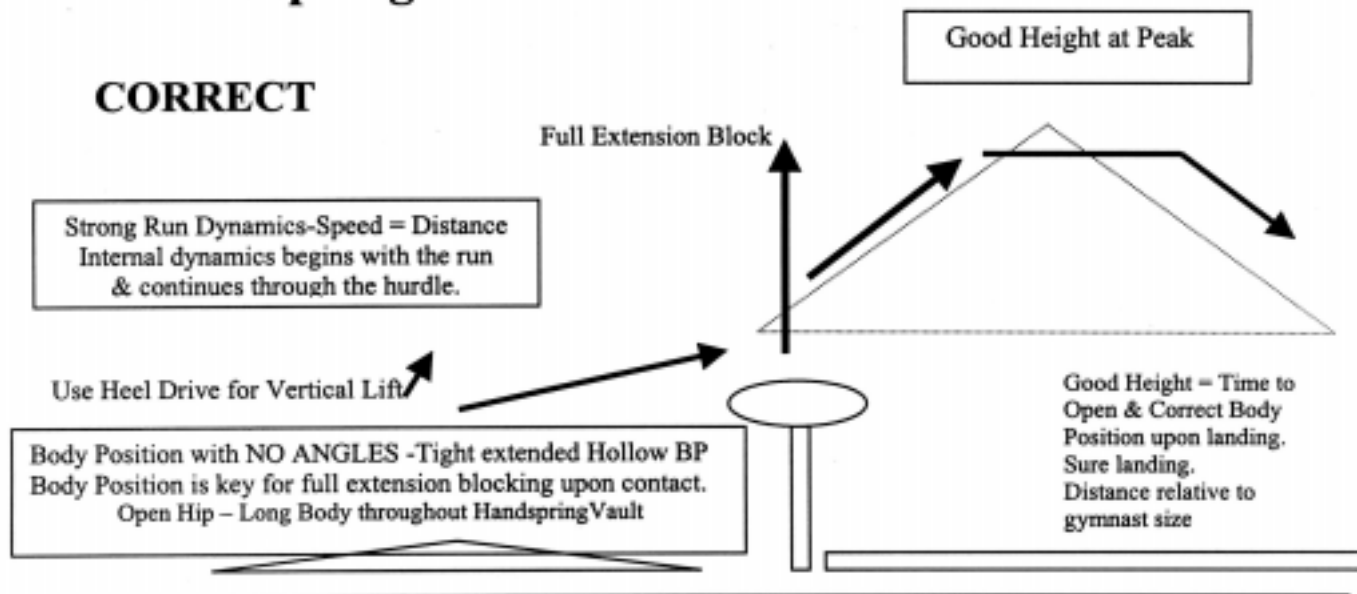 Good Height at Peak
CORRECT
Full Extension Block
Strong Run Dynamics-Speed = Distance
Internal dynamics begins with the run
& continues through the hurdle.
Use Heel Drive for Vertical Lift
Body Position with NO ANGLES -Tight extended Hollow BP
Body Position is key for full extension blocking upon contact.
Open Hip – Long Body throughout HandspringVault
Good Height = Time to
Open & Correct Body
Position upon landing.
Sure landing.
Distance relative to
gymnast size